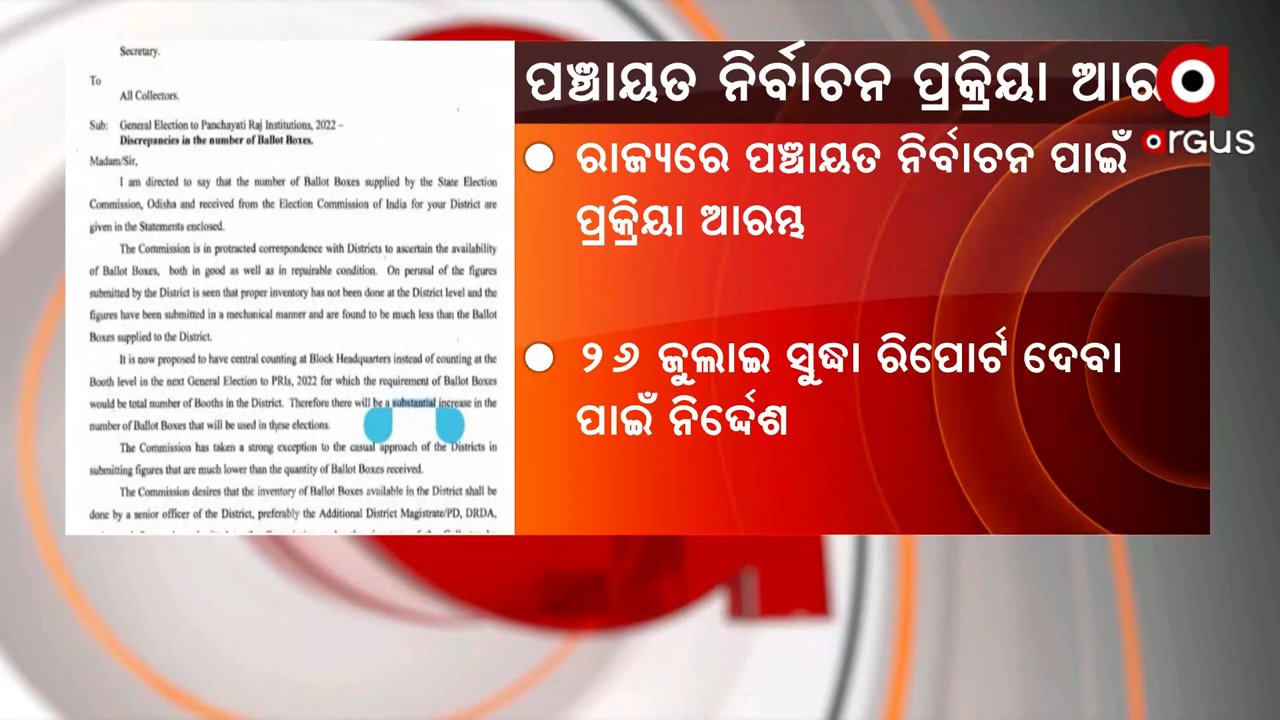 Secretary.
To
All Collectors.
Sub: General Election to Panchayati Raj Institutions, 2022 –
Discrepancies in the number of Ballot Boxes.
Madam/Sir,
I am directed to say that the number of Ballot Boxes supplied by the State Election
Commission, Odisha and received from the Election Commission of India for your District are
given in the Statements enclosed.
The Commission is in protracted correspondence with Districts to ascertain the availability
of Ballot Boxes, both in good as well as in repairable condition. On perusal of the figures
submitted by the District is seen that proper inventory has not been done at the District level and the
figures have been submitted in a mechanical manner and are found to be much less than the Ballot
Boxes supplied to the District.
It is now proposed to have central counting at Block Headquarters instead of counting at the
Booth level in the next General Election to PRIs, 2022 for which the requirement of Ballot Boxes
would be total number of Booths in the District. Therefore there will be a substantial increase in the
number of Ballot Boxes that will be used in these elections.
The Commission has taken a strong exception to the casual approach of the Districts in
submitting figures that are much lower than the quantity of Ballot Boxes received.
The Commission desires that the inventory of Ballot Boxes available in the District shall be
done by a senior officer of the District, preferably the Additional District Magistrate/PD, DRDA,
ପଞ୍ଚାୟତ ନିର୍ବାଚନ ପ୍ରକ୍ରିୟା ଆର
argus
ରାଜ୍ୟରେ ପଞ୍ଚାୟତ ନିର୍ବାଚନ ପାଇଁ
ପ୍ରକ୍ରିୟା ଆରମ୍ଭ
୨୬ ଜୁଲାଇ ସୁଦ୍ଧା ରିପୋର୍ଟ ଦେବା
ପାଇଁ ନିର୍ଦ୍ଦେଶ